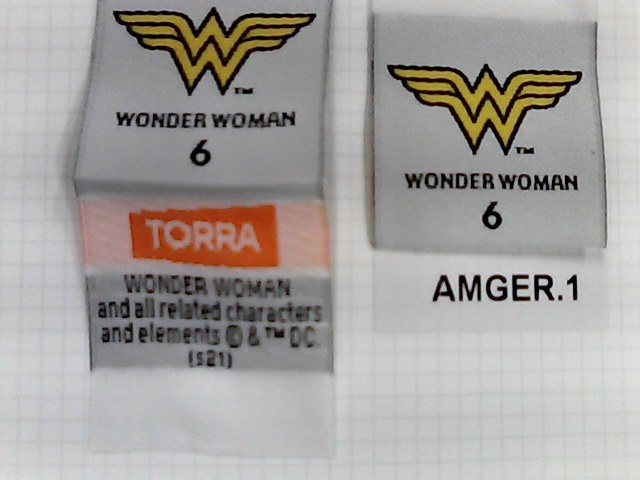 WONDER WOMAN
6
TORRA
WONDER WOMAN
and all related characters
and elements © & ™ DC.
(s21)
WONDER WOMAN
6
AMGER.1